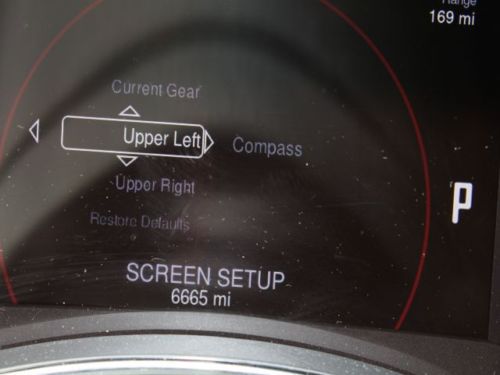 Range
169 mi
Current Gear
Upper Left
Compass
Upper Right
P
Restore Defaults
SCREEN SETUP
6665 mi